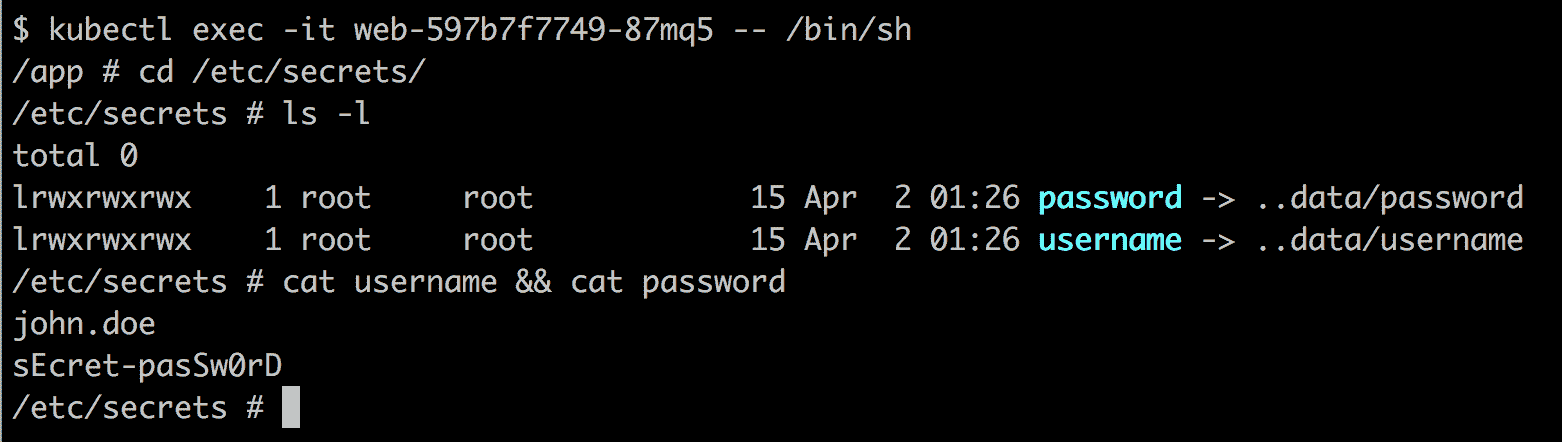 $ kubectl exec -it web-597b7f7749-87mq5 -- /bin/sh
/app # cd /etc/secrets/
/etc/secrets # ls -l
total 0
lrwxrwxrwx    1 root     root            15 Apr  2 01:26 password -> ..data/password
lrwxrwxrwx    1 root     root            15 Apr  2 01:26 username -> ..data/username
/etc/secrets # cat username && cat password
john.doe
sEcret-pasSw0rD
/etc/secrets #